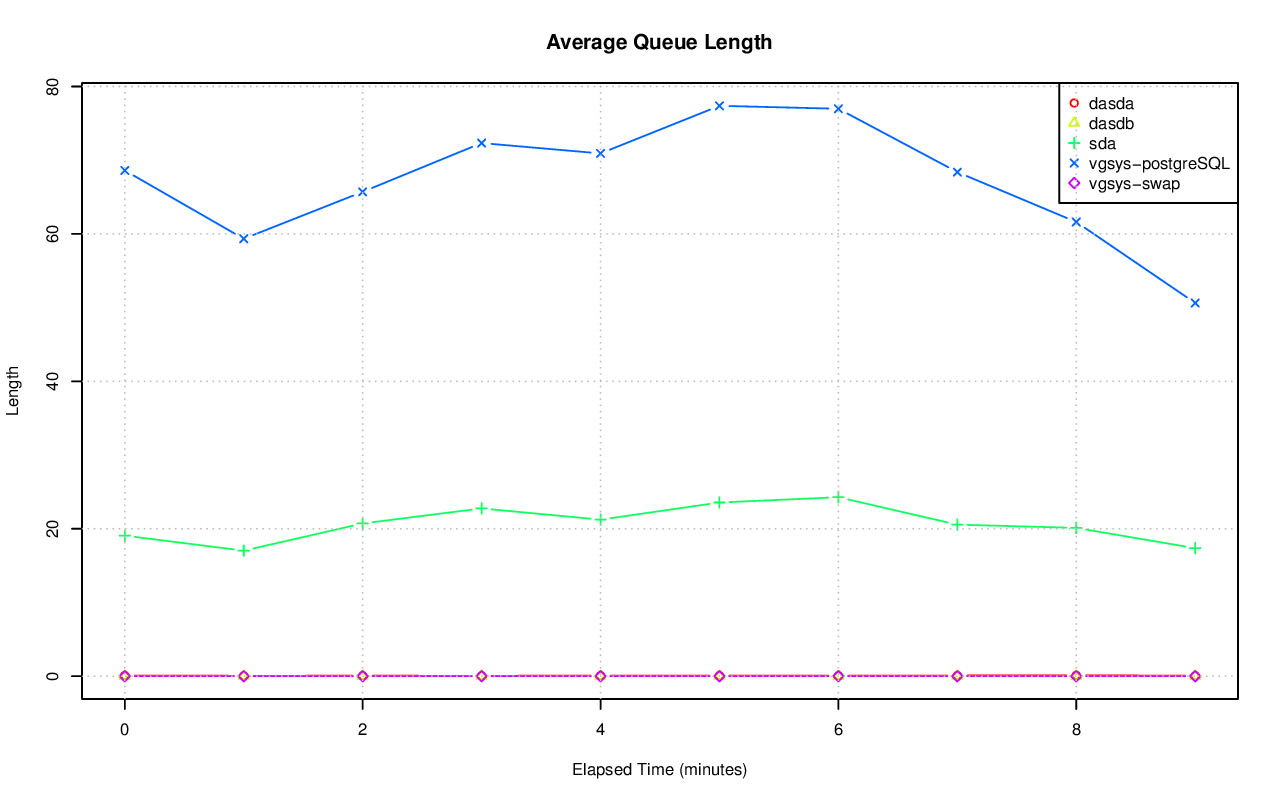 Average Queue Length
Length
80
60
40
20
0
dasda
dasdb
sda
vgsys−postgreSQL
vgsys−swap
0 2 4 6 8
Elapsed Time (minutes)